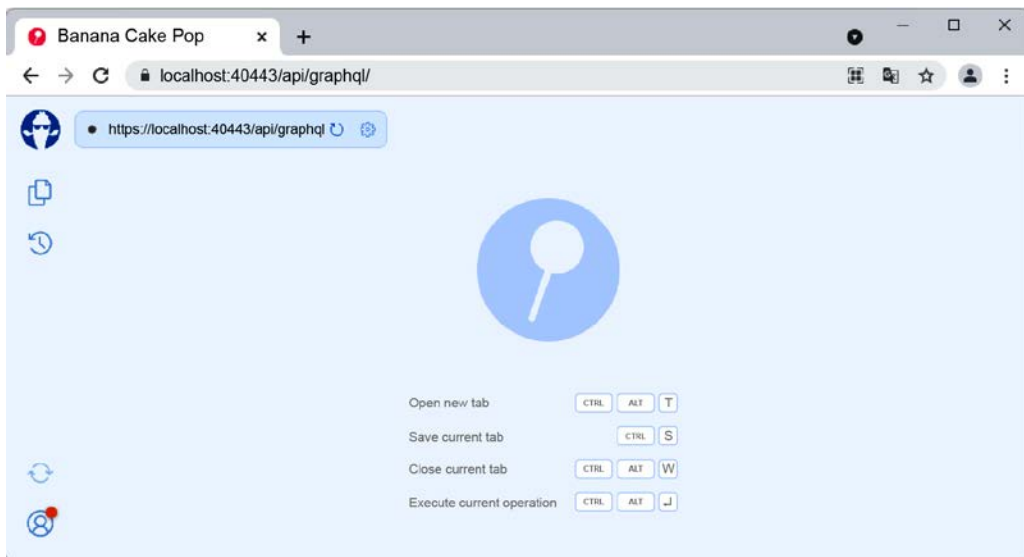 Banana Cake Pop
localhost:40443/api/graphql/
https://localhost:40443/api/graphql
Open new tab CTRL ALT T
Save current tab CTRL S
Close current tab CTRL ALT W
Execute current operation CTRL ALT ↵